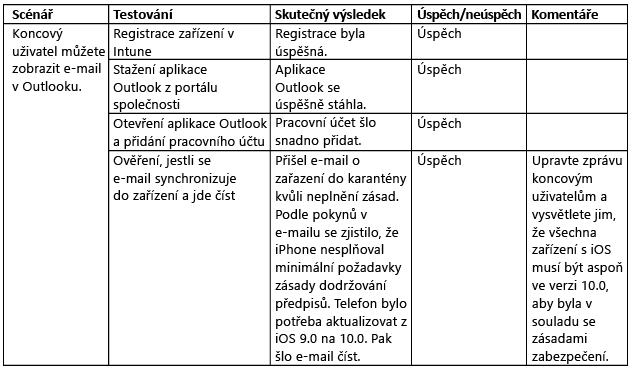 Scénář
Testování
Skutečný výsledek
Úspěch/neúspěch
Komentáře
Koncový
uživatel můžete
zobrazit e-mail
v Outlooku.
Registrace zařízení v
Intune
Registrace byla
úspěšná.
Úspěch
Stažení aplikace
Outlook z portálu
společnosti
Aplikace
Outlook se
úspěšně stáhla.
Úspěch
Otevření aplikace Outlook
a přidání pracovního účtu
Pracovní účet šlo
snadno přidat.
Úspěch
Ověření, jestli se
e-mail synchronizuje
do zařízení a jde číst
Přišel e-mail o
zařazení do karantény
kvůli neplnění zásad.
Podle pokynů v
e-mailu se zjistilo, že
iPhone nesplňoval
minimální požadavky
zásady dodržování
předpisů. Telefon bylo
potřeba aktualizovat z
iOS 9.0 na 10.0. Pak
šlo e-mail číst.
Úspěch
Upravte zprávu
koncovým
uživatelům a
vysvětlete jim,
že všechna
zařízení s iOS
musí být aspoň
ve verzi 10.0,
aby byla v
souladu se
zásadami
zabezpečení.